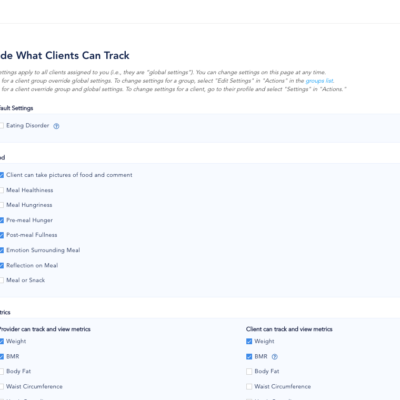 de What Clients Can Track
ettings apply to all clients assigned to you (i.e., they are "global settings"). You can change settings on this page at any time.
for a client group override global settings. To change settings for a group, select "Edit Settings" in "Actions" in the groups list.
for a client override group and global settings. To change settings for a client, go to their profile and select "Settings" in "Actions."
fault Settings
Eating Disorder
od
Client can take pictures of food and comment
Meal Healthiness
Meal Hungriness
Pre-meal Hunger
Post-meal Fullness
Emotion Surrounding Meal
Reflection on Meal
Meal or Snack
trics
Provider can track and view metrics
Weight
BMR
Body Fat
Waist Circumference
Client can track and view metrics
Weight
BMR
Body Fat
Waist Circumference